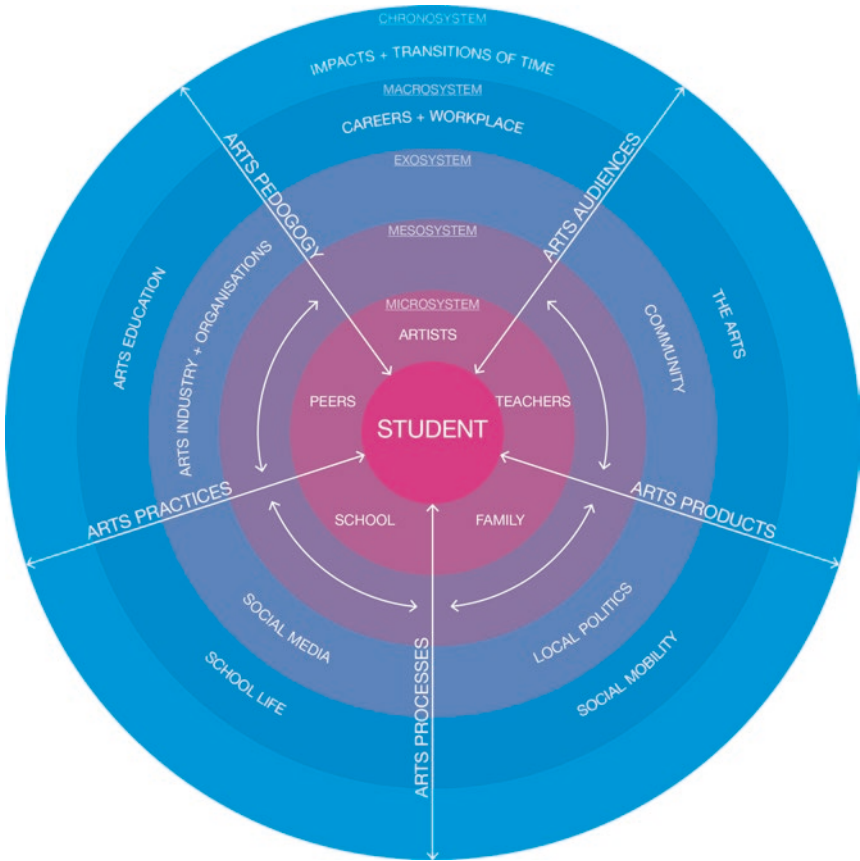 CHRONOSYSTEM
IMPACTS + TRANSITIONS OF TIME
MACROSYSTEM
CAREERS + WORKPLACE
EXOSYSTEM
ARTS PEDOGOGY
ARTS AUDIENCES
MESOSYSTEM
MICROSYSTEM
ARTS EDUCATION
ARTS INDUSTRY + ORGANISATIONS
ARTISTS
COMMUNITY
THE ARTS
PEERS
TEACHERS
STUDENT
ARTS PRACTICES
ARTS PRODUCTS
SCHOOL
FAMILY
SOCIAL MEDIA
LOCAL POLITICS
SCHOOL LIFE
SOCIAL MOBILITY
ARTS PROCESSES